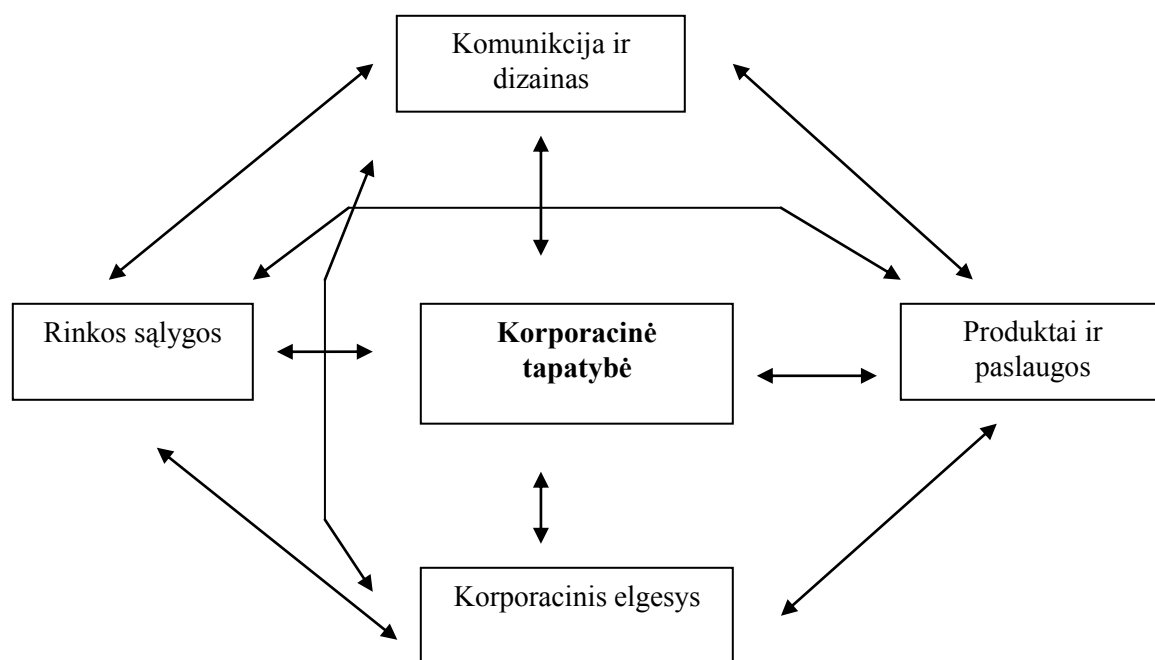 Komunikcija ir
dizainas
Rinkos sąlygos
Korporacinė
tapatybė
Produktai ir
paslaugos
Korporacinis elgesys